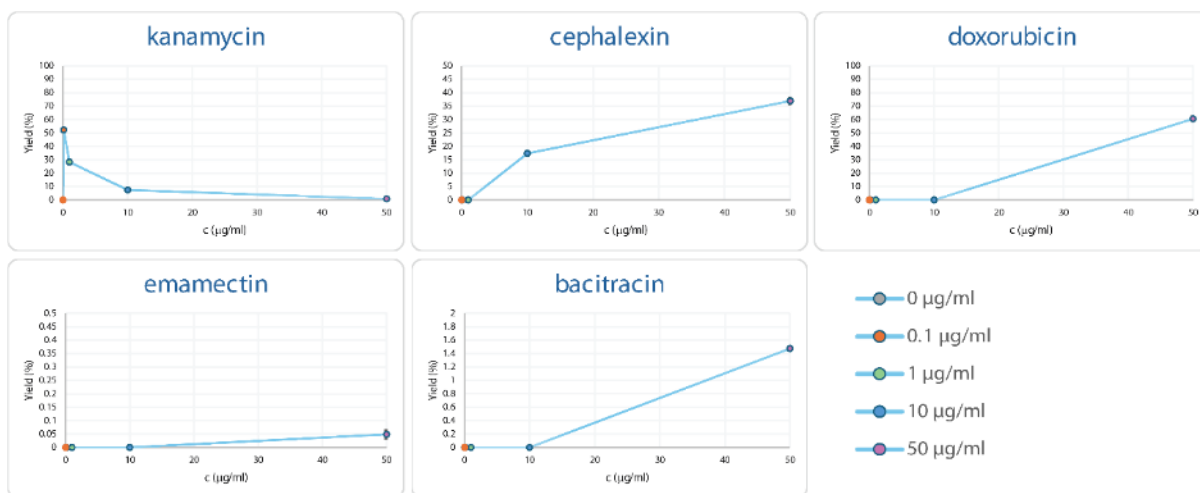 kanamycin
100
90
80
70
60
50
40
30
20
10
0
Yield (%)
0 10 20 30 40 50
c (µg/ml)
cephalexin
50
45
40
35
30
25
20
15
10
5
0
Yield (%)
0 10 20 30 40 50
c (µg/ml)
doxorubicin
100
90
80
70
60
50
40
30
20
10
0
Yield (%)
0 10 20 30 40 50
c (µg/ml)
emamectin
0.5
0.45
0.4
0.35
0.3
0.25
0.2
0.15
0.1
0.05
0
Yield (%)
0 10 20 30 40 50
c (µg/ml)
bacitracin
2
1.8
1.6
1.4
1.2
1
0.8
0.6
0.4
0.2
0
Yield (%)
0 10 20 30 40 50
c (µg/ml)
0 µg/ml
0.1 µg/ml
1 µg/ml
10 µg/ml
50 µg/ml